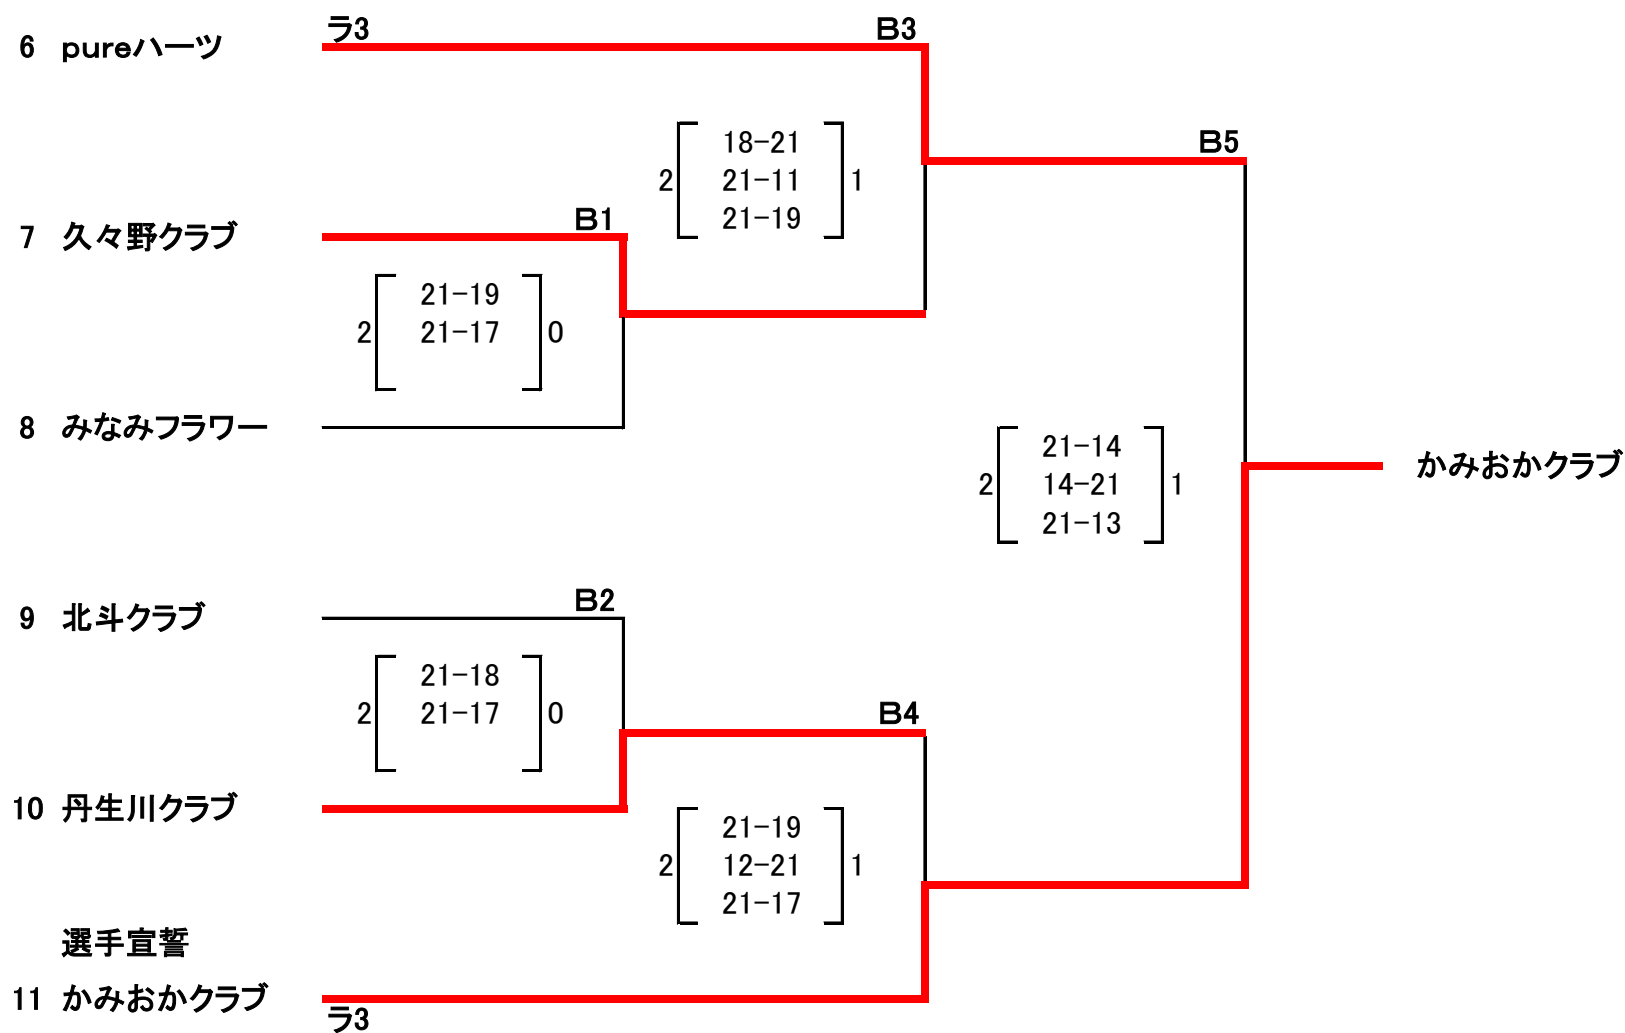 ラ3
B3
6 pureハーツ
B5
18-21
2 21-11 1
21-19
B1
7 久々野クラブ
21-19
2 21-17 0
8 みなみフラワー
21-14
かみおかクラブ
2 14-21 1
21-13
B2
9 北斗クラブ
21-18
2 21-17 0
B4
10 丹生川クラブ
21-19
2 12-21 1
21-17
選手宣誓
11 かみおかクラブ
ラ3